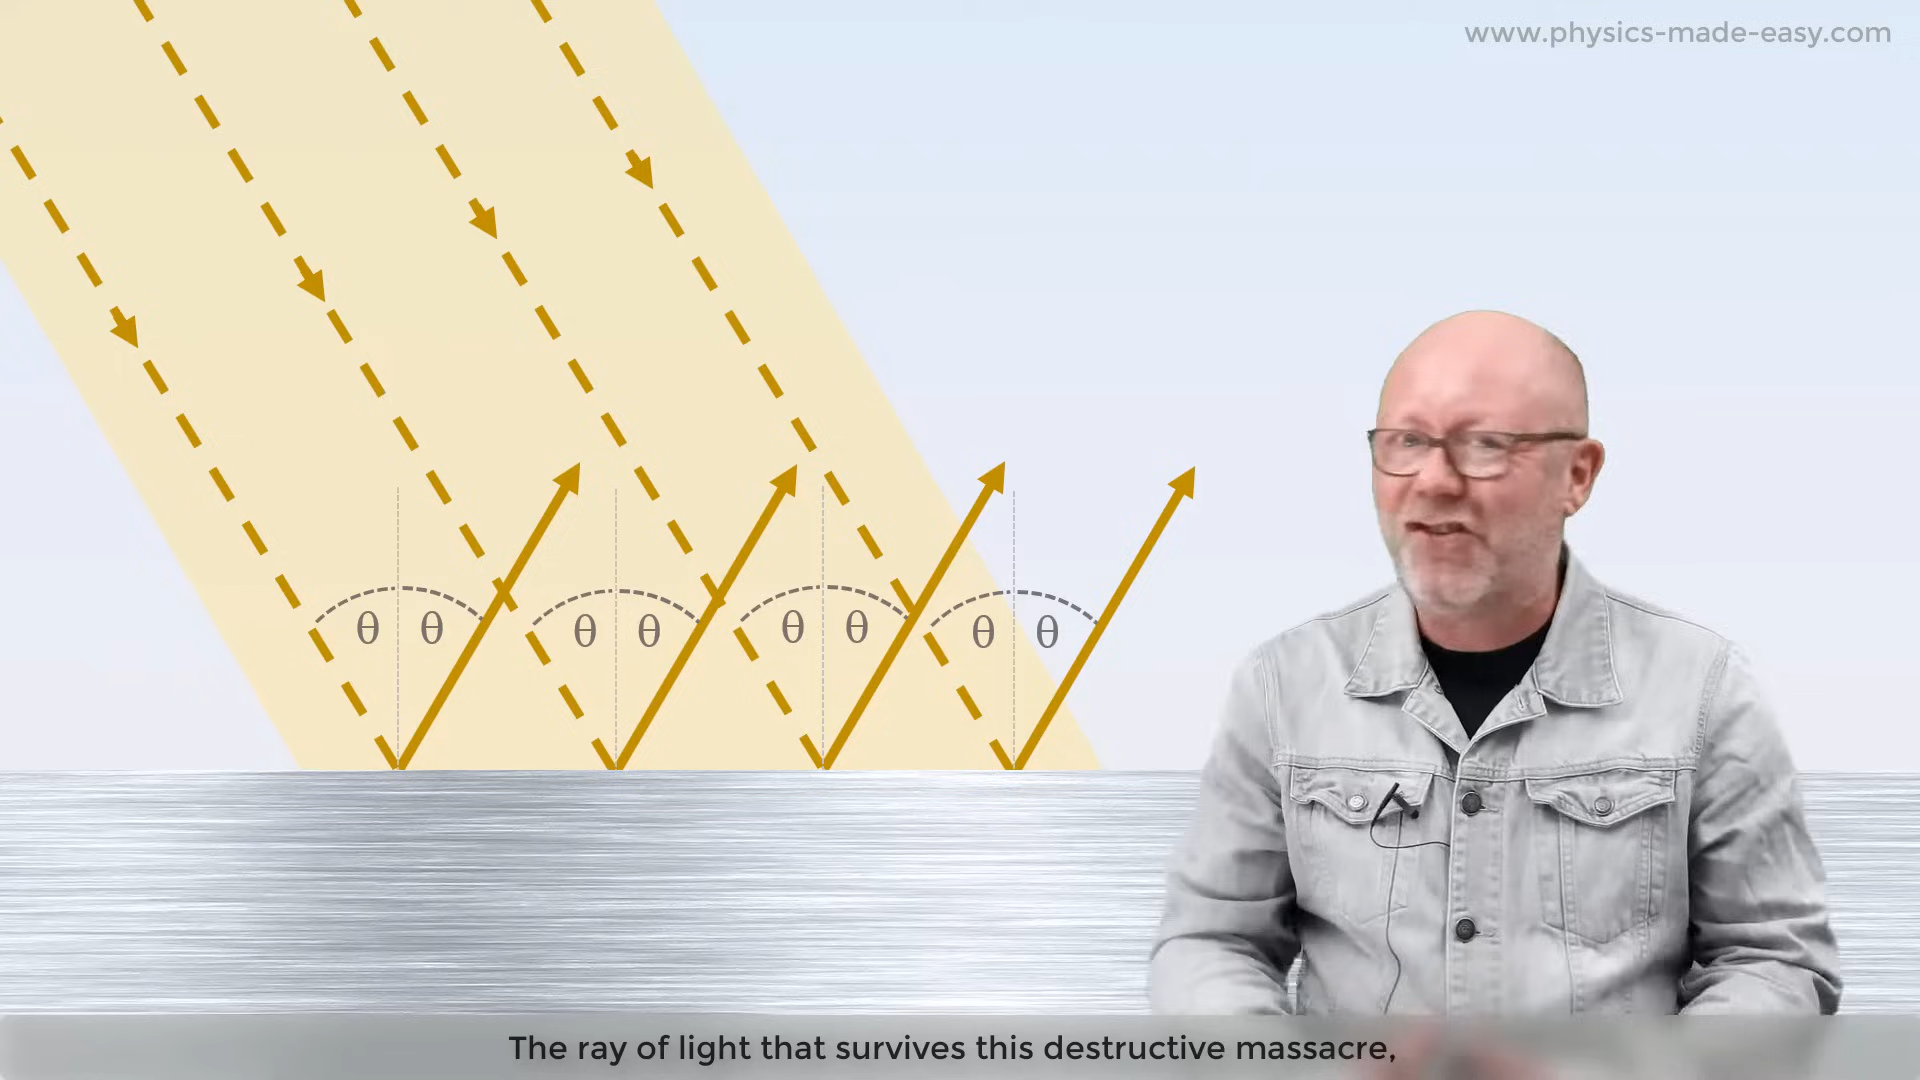 www.physics-made-easy.com
θ θ θ θ θ θ θ θ
The ray of light that survives this destructive massacre,